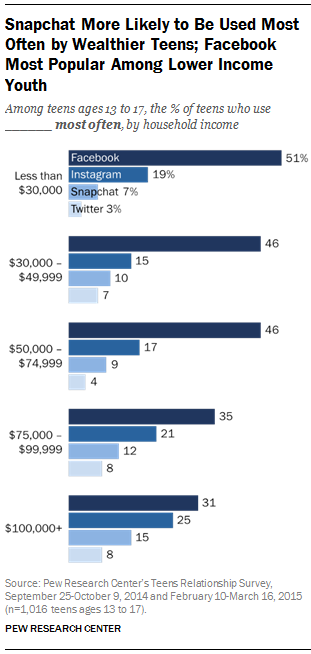 Snapchat More Likely to Be Used Most
Often by Wealthier Teens; Facebook
Most Popular Among Lower Income
Youth
Among teens ages 13 to 17, the % of teens who use
______ most often, by household income
Less than
$30,000
Facebook 51%
Instagram 19%
Snapchat 7%
Twitter 3%
$30,000 –
$49,999
46
15
10
7
$50,000 –
$74,999
46
17
9
4
$75,000 –
$99,999
35
21
12
8
$100,000+
31
25
15
8
Source: Pew Research Center's Teens Relationship Survey,
September 25-October 9, 2014 and February 10-March 16, 2015
(n=1,016 teens ages 13 to 17).
PEW RESEARCH CENTER